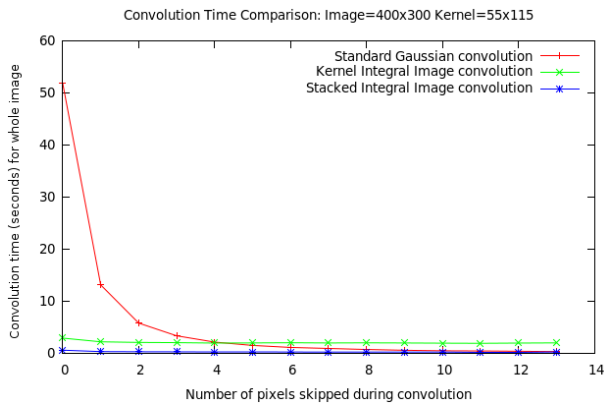 Convolution Time Comparison: Image=400x300 Kernel=55x115
Convolution time (seconds) for whole image
60
50
40
30
20
10
0
Standard Gaussian convolution
Kernel Integral Image convolution
Stacked Integral Image convolution
0 2 4 6 8 10 12 14
Number of pixels skipped during convolution